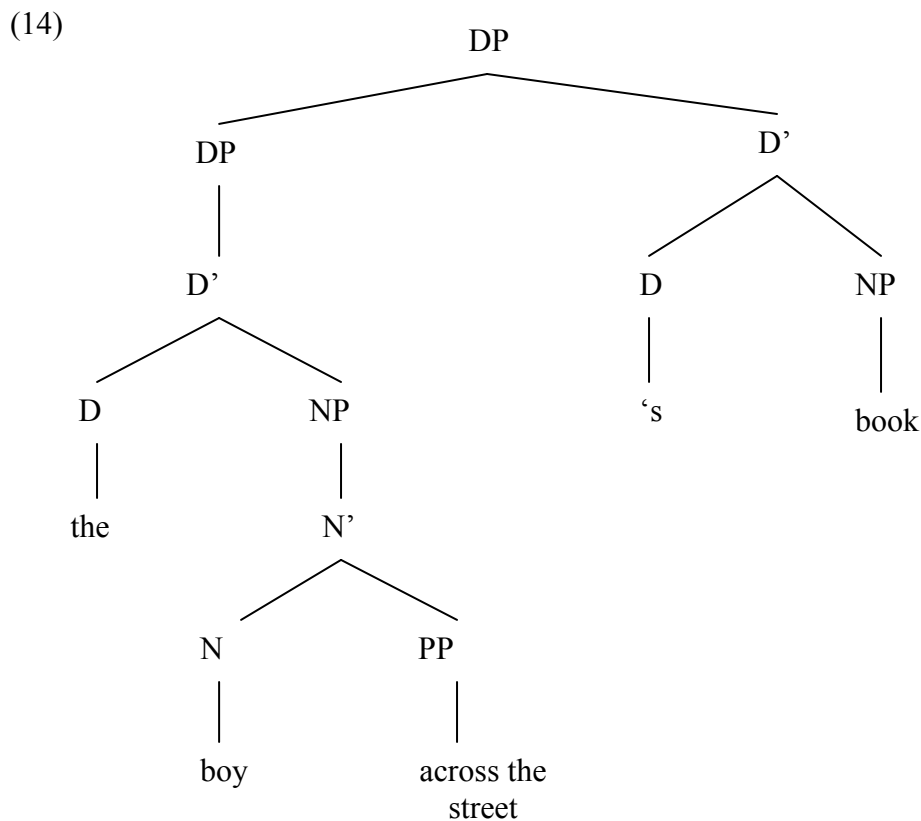 (14)
DP
DP D’
D’ D NP
D NP ‘s book
the N’
N PP
boy across the
street